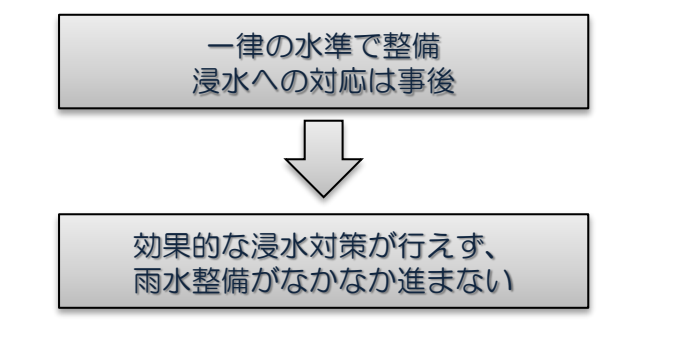 一律の水準で整備
浸水への対応は事後
効果的な浸水対策が行えず、
雨水整備がなかなか進まない